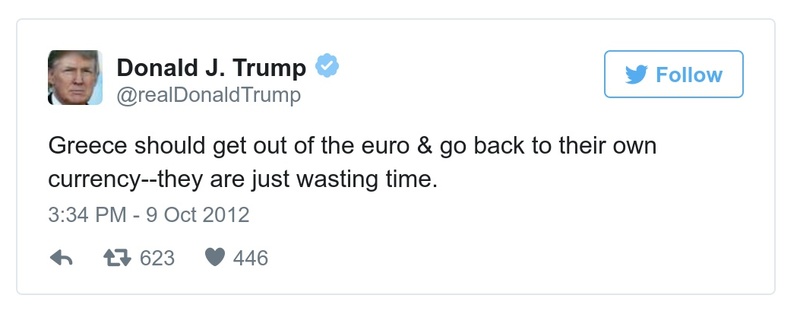 Donald J. Trump
@realDonaldTrump
Follow
Greece should get out of the euro & go back to their own
currency--they are just wasting time.
3:34 PM - 9 Oct 2012
623 446